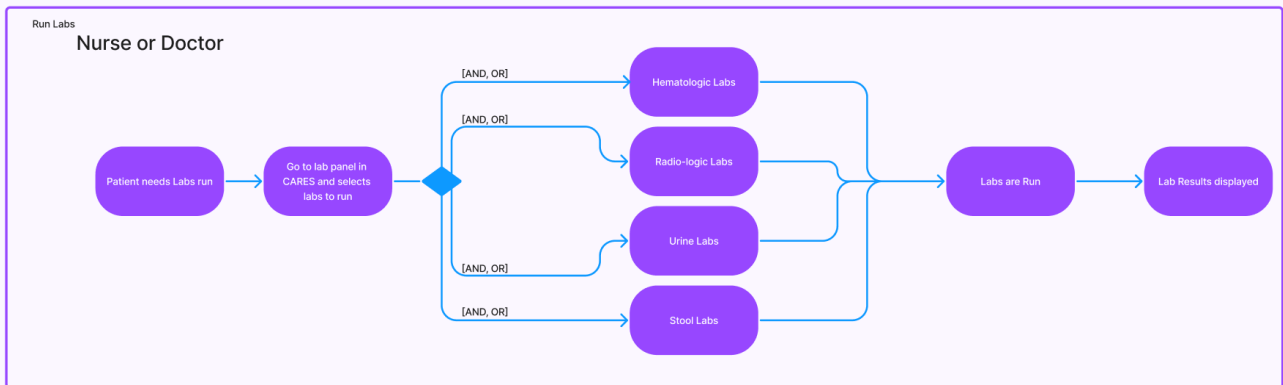 Run Labs
Nurse or Doctor
Patient needs Labs run
Go to lab panel in
CARES and selects
labs to run
[AND, OR]
Hematologic Labs
[AND, OR]
Radio-logic Labs
[AND, OR]
Urine Labs
[AND, OR]
Stool Labs
Labs are Run
Lab Results displayed